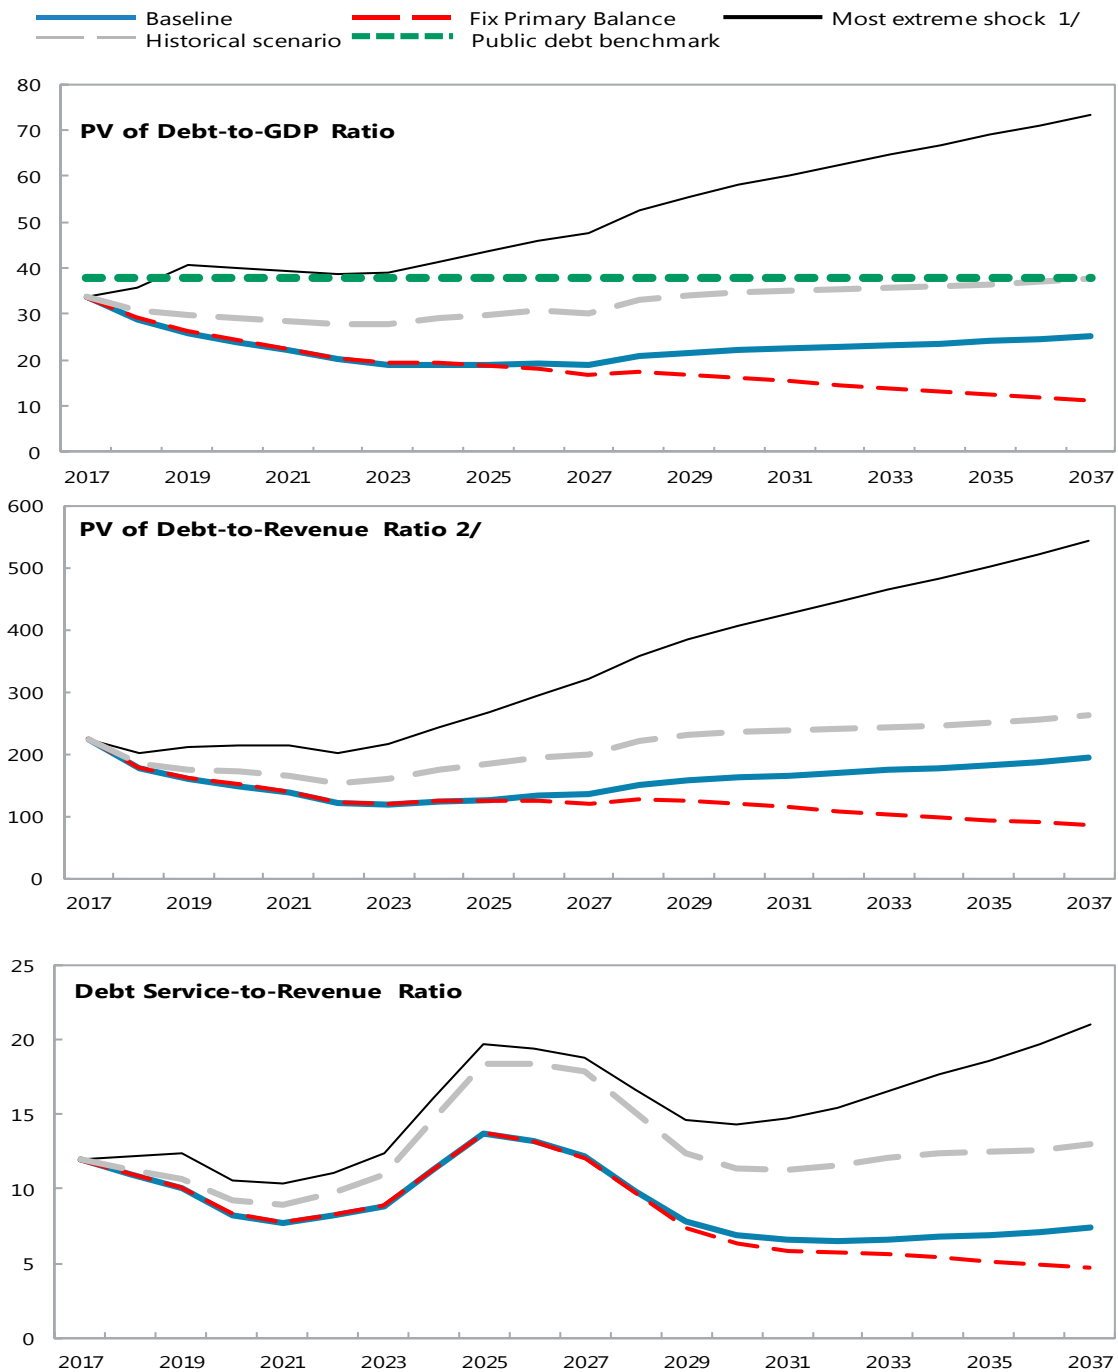 Baseline Fix Primary Balance Most extreme shock 1/
Historical scenario Public debt benchmark
80
PV of Debt-to-GDP Ratio
70
60
50
40
30
20
10
0
2017 2019 2021 2023 2025 2027 2029 2031 2033 2035 2037
600
PV of Debt-to-Revenue Ratio 2/
500
400
300
200
100
0
2017 2019 2021 2023 2025 2027 2029 2031 2033 2035 2037
25
Debt Service-to-Revenue Ratio
20
15
10
5
0
2017 2019 2021 2023 2025 2027 2029 2031 2033 2035 2037